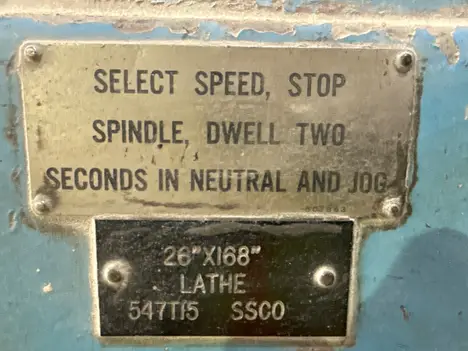 SELECT SPEED, STOP
SPINDLE, DWELL TWO
SECONDS IN NEUTRAL AND JOG
26"X168"
LATHE
547T15 SSCO